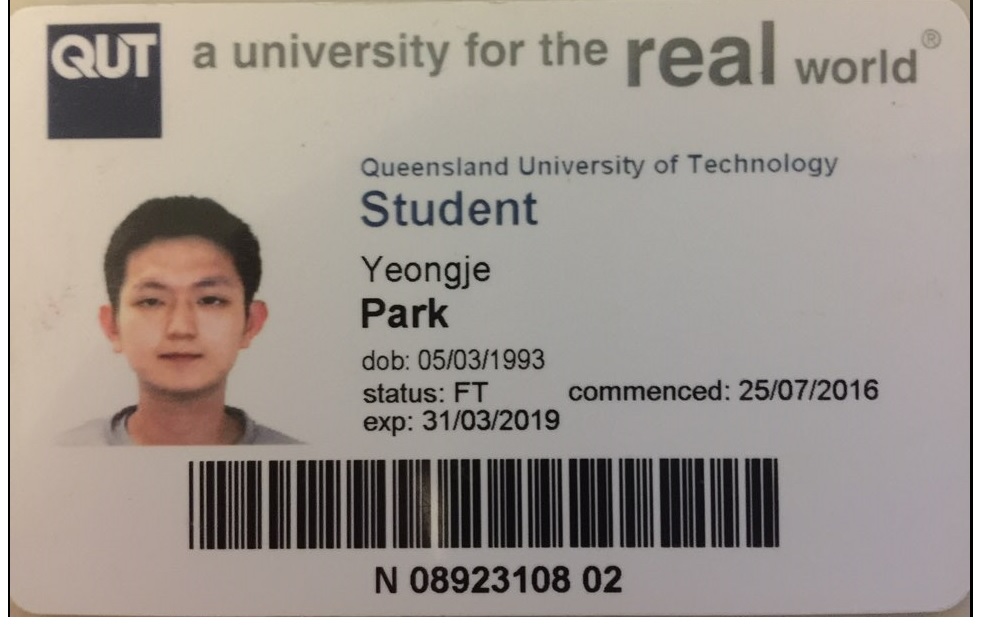 QUT a university for the real world®
Queensland University of Technology
Student
Yeongje
Park
dob: 05/03/1993
status: FT commenced: 25/07/2016
exp: 31/03/2019
N 08923108 02